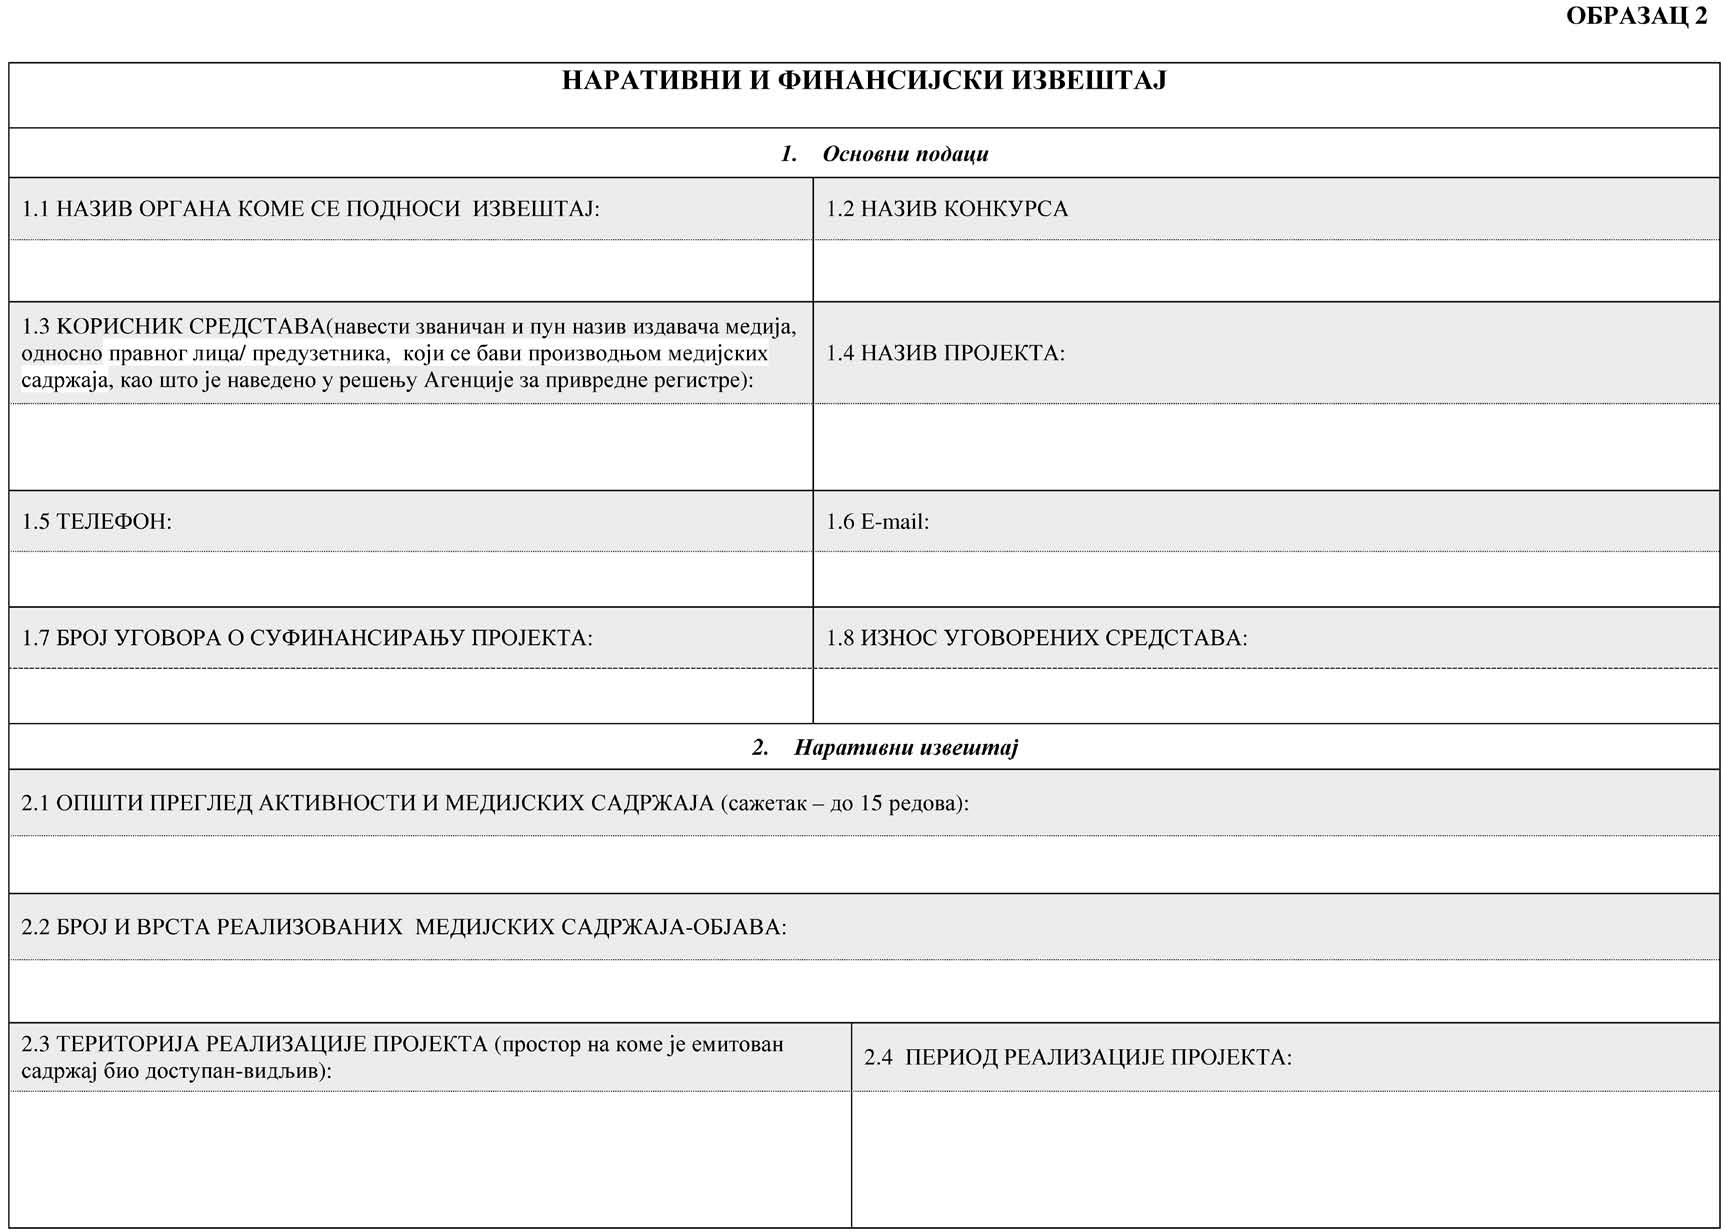 ОБРАЗАЦ 2
НАРАТИВНИ И ФИНАНСИЈСКИ ИЗВЕШТАЈ
1. Основни подаци
1.1 НАЗИВ ОРГАНА КОМЕ СЕ ПОДНОСИ ИЗВЕШТАЈ:
1.2 НАЗИВ КОНКУРСА
1.3 КОРИСНИК СРЕДСТАВА(навести званичан и пун назив издавача медија,
односно правног лица/ предузетника, који се бави производњом медијских
садржаја, као што је наведено у решењу Агенције за привредне регистре):
1.4 НАЗИВ ПРОЈЕКТА:
1.5 ТЕЛЕФОН:
1.6 E-mail:
1.7 БРОЈ УГОВОРА О СУФИНАНСИРАЊУ ПРОЈЕКТА:
1.8 ИЗНОС УГОВОРЕНИХ СРЕДСТАВА:
2. Наративни извештај
2.1 ОПШТИ ПРЕГЛЕД АКТИВНОСТИ И МЕДИЈСКИХ САДРЖАЈА (сажетак – до 15 редова):
2.2 БРОЈ И ВРСТА РЕАЛИЗОВАНИХ МЕДИЈСКИХ САДРЖАЈА-ОБЈАВА:
2.3 ТЕРИТОРИЈА РЕАЛИЗАЦИЈЕ ПРОЈЕКТА (простор на коме је емитован
садржај био доступан-видљив):
2.4 ПЕРИОД РЕАЛИЗАЦИЈЕ ПРОЈЕКТА: